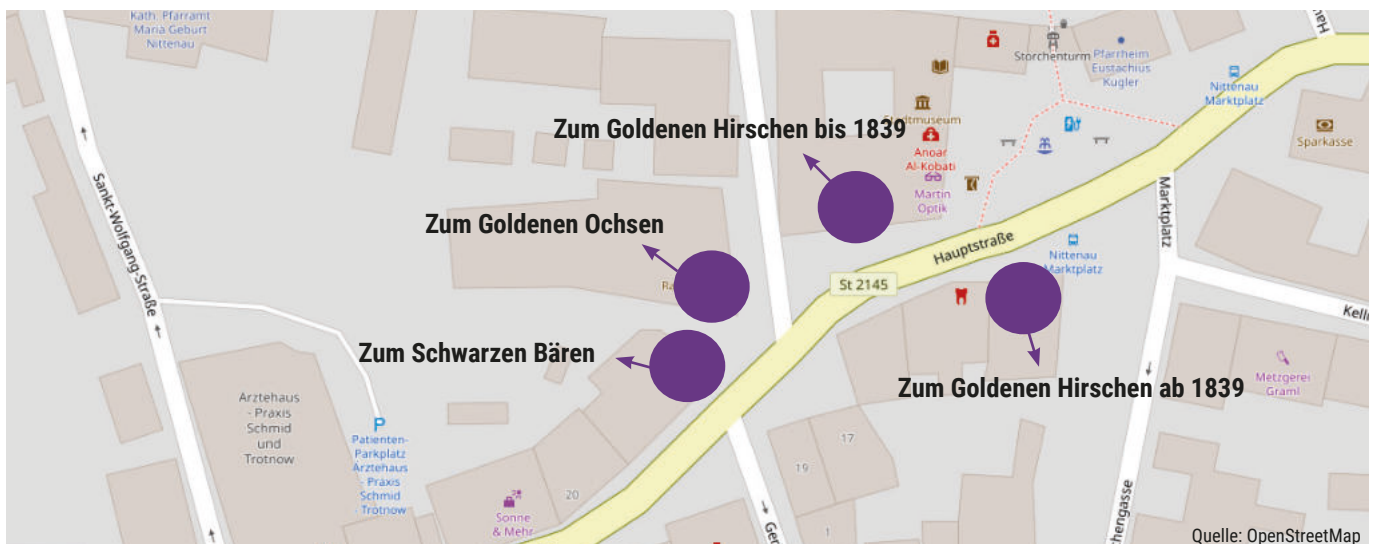 Kath. Pfarramt
Maria Geburt
Nittenau
Storchenturm
Pfarrheim
Eustachius
Kugler
Nittenau
Marktplatz
Sparkasse
Stadtmuseum
Zum Goldenen Hirschen bis 1839
Anoar
Al-Kobati
Martin
Optik
Sankt-Wolfgang-Straße
Marktplatz
Zum Goldenen Ochsen
Hauptstraße
Nittenau
Marktplatz
St 2145
Zum Schwarzen Bären
Zum Goldenen Hirschen ab 1839
Metzgerei
Graml
Ärztehaus
- Praxis
Schmid
und
Trotnow
P
Patienten-
Parkplatz
Ärztehaus
- Praxis
Schmid
- Trotnow
17
19
20
1
Sonne
& Mehr
Quelle: OpenStreetMap